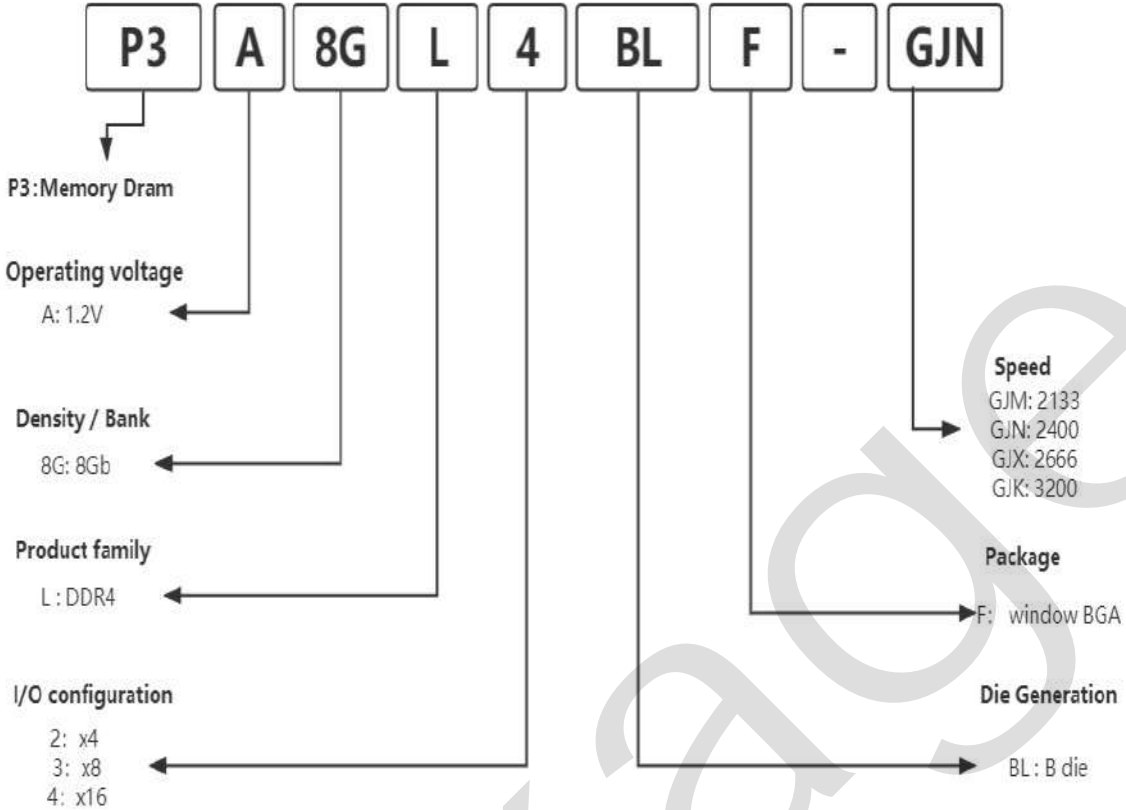 P3 A 8G L 4 BL F - GJN
P3:Memory Dram
Operating voltage
A: 1.2V
Density / Bank
8G: 8Gb
Product family
L : DDR4
I/O configuration
2: x4
3: x8
4: x16
Speed
GJM: 2133
GJN: 2400
GJX: 2666
GJK: 3200
Package
F: window BGA
Die Generation
BL : B die